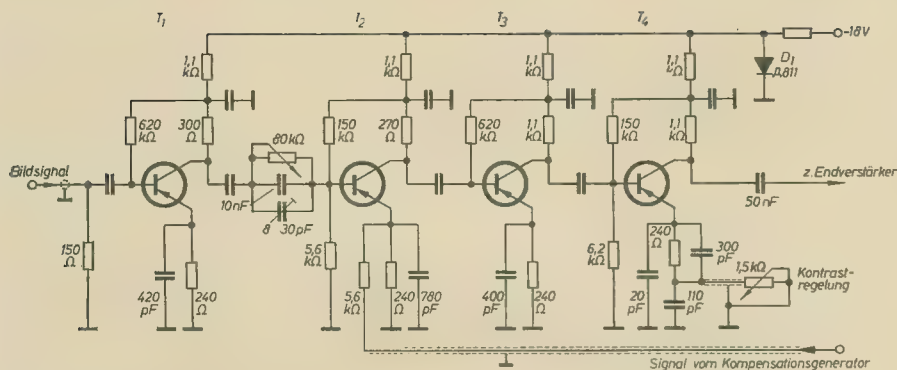 T1 T2 T3 T4
-18V
1,1 kΩ
1,1 kΩ
1,1 kΩ
1,1 Ω
D1
Д811
620 kΩ
300 Ω
80kΩ
150 kΩ
270 Ω
620 kΩ
1,1 kΩ
150 kΩ
1,1 kΩ
Bildsignal
z. Endverstärker
10nF
8
30pF
50nF
150 Ω
5,6 kΩ
6,2 kΩ
240 Ω
300 pF
1,5kΩ
Kontrast-
regelung
420 pF
240 Ω
5,6 kΩ
240 Ω
780 pF
400 pF
240 Ω
20 pF
110 pF
Signal vom Kompensationsgenerator